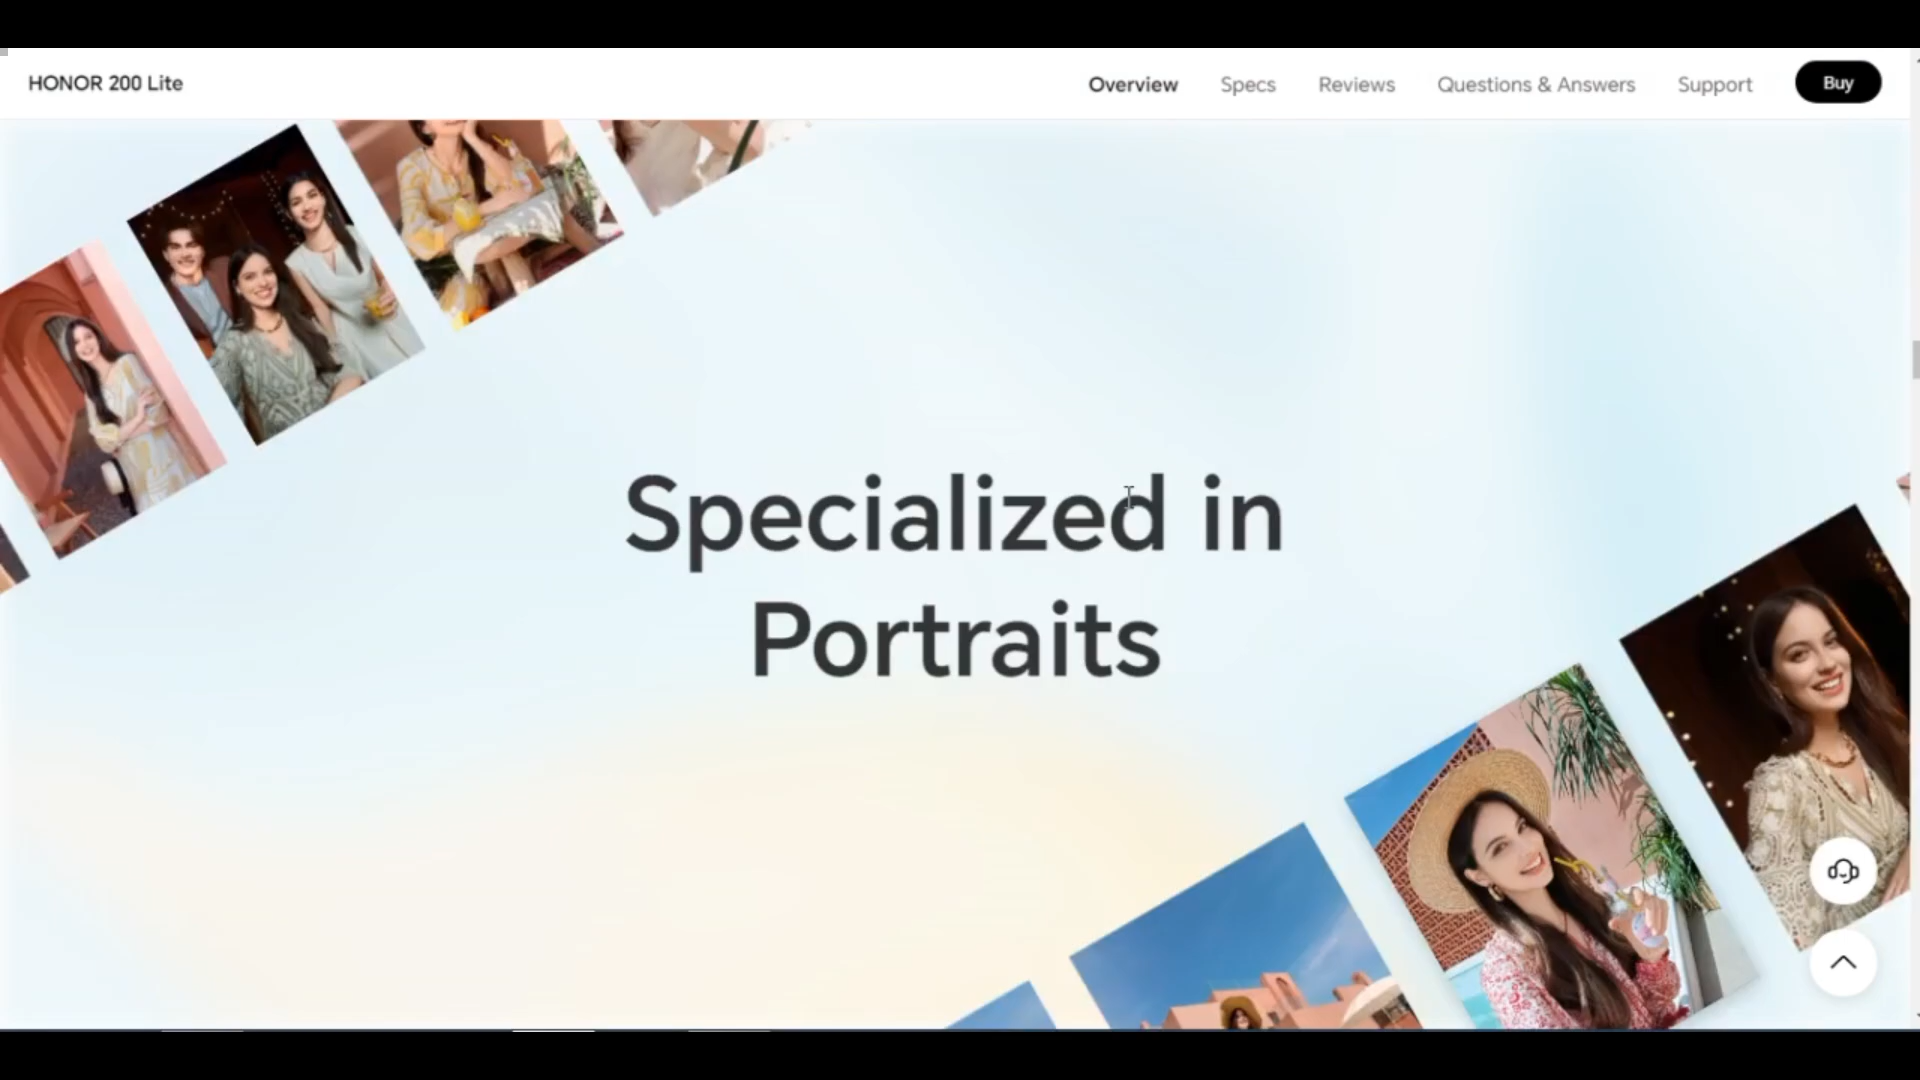 HONOR 200 Lite
Overview Specs Reviews Questions & Answers Support Buy
Specialized in
Portraits